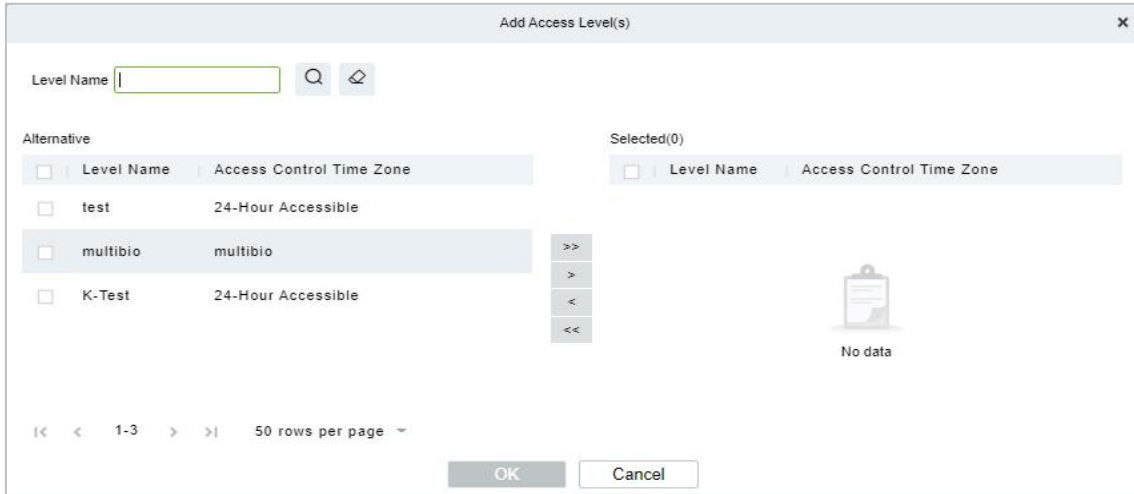 Add Access Level(s) ×
Level Name
Alternative
Level Name Access Control Time Zone
test 24-Hour Accessible
multibio multibio
K-Test 24-Hour Accessible
>>
>
<
<<
Selected(0)
Level Name Access Control Time Zone
No data
|< < 1-3 > >| 50 rows per page
OK Cancel